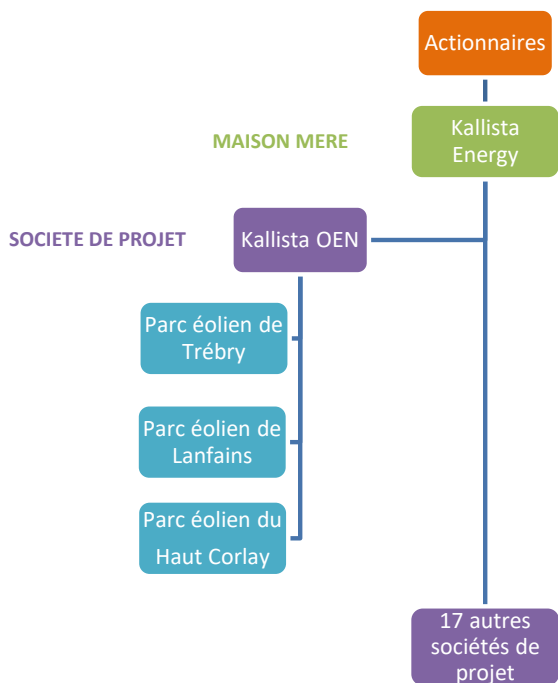 Actionnaires
MAISON MERE
Kallista
Energy
SOCIETE DE PROJET
Kallista OEN
Parc éolien de
Trébry
Parc éolien de
Lanfains
Parc éolien du
Haut Corlay
17 autres
sociétés de
projet